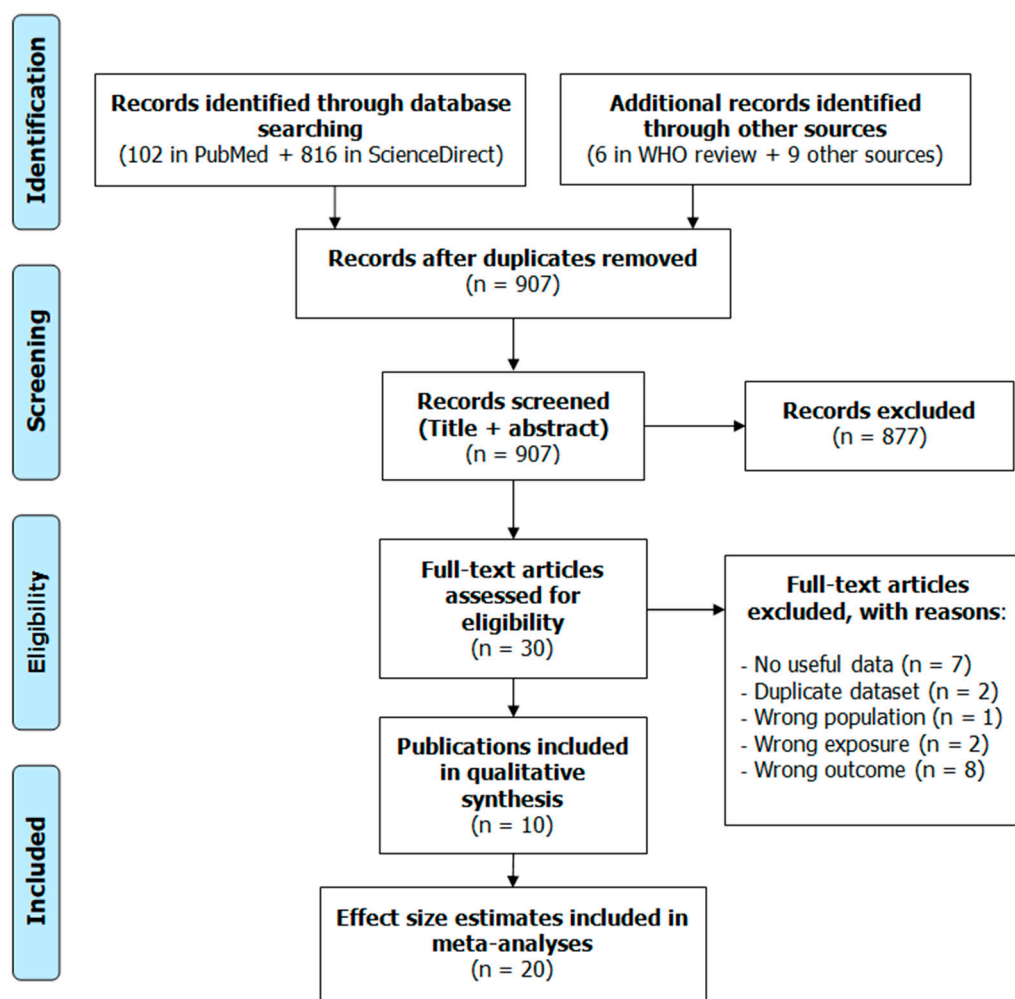 Identification
Records identified through database
searching
(102 in PubMed + 816 in ScienceDirect)
Additional records identified
through other sources
(6 in WHO review + 9 other sources)
Records after duplicates removed
(n = 907)
Screening
Records screened
(Title + abstract)
(n = 907)
Records excluded
(n = 877)
Eligibility
Full-text articles
assessed for
eligibility
(n = 30)
Full-text articles
excluded, with reasons:
- No useful data (n = 7)
- Duplicate dataset (n = 2)
- Wrong population (n = 1)
- Wrong exposure (n = 2)
- Wrong outcome (n = 8)
Included
Publications included
in qualitative
synthesis
(n = 10)
Effect size estimates included in
meta-analyses
(n = 20)